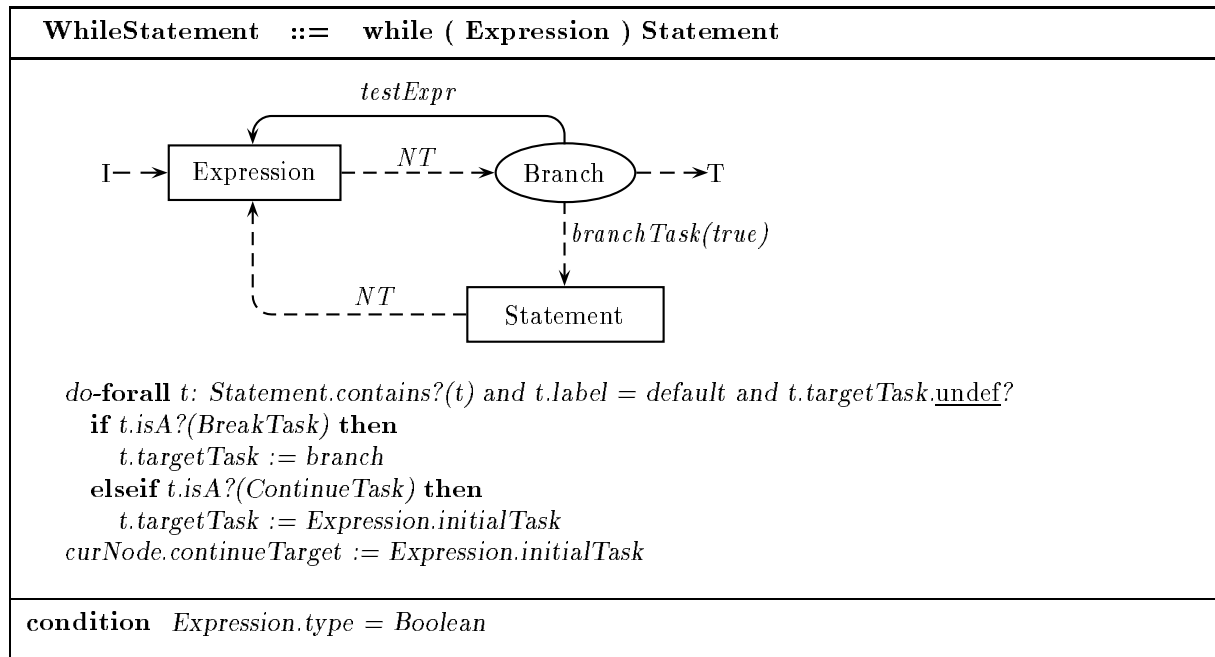 WhileStatement ::= while ( Expression ) Statement
testExpr
I Expression NT Branch T
branchTask(true)
NT
Statement
do-forall t: Statement.contains?(t) and t.label = default and t.targetTask.undef?
if t.isA?(BreakTask) then
t.targetTask := branch
elseif t.isA?(ContinueTask) then
t.targetTask := Expression.initialTask
curNode.continueTarget := Expression.initialTask
condition Expression.type = Boolean